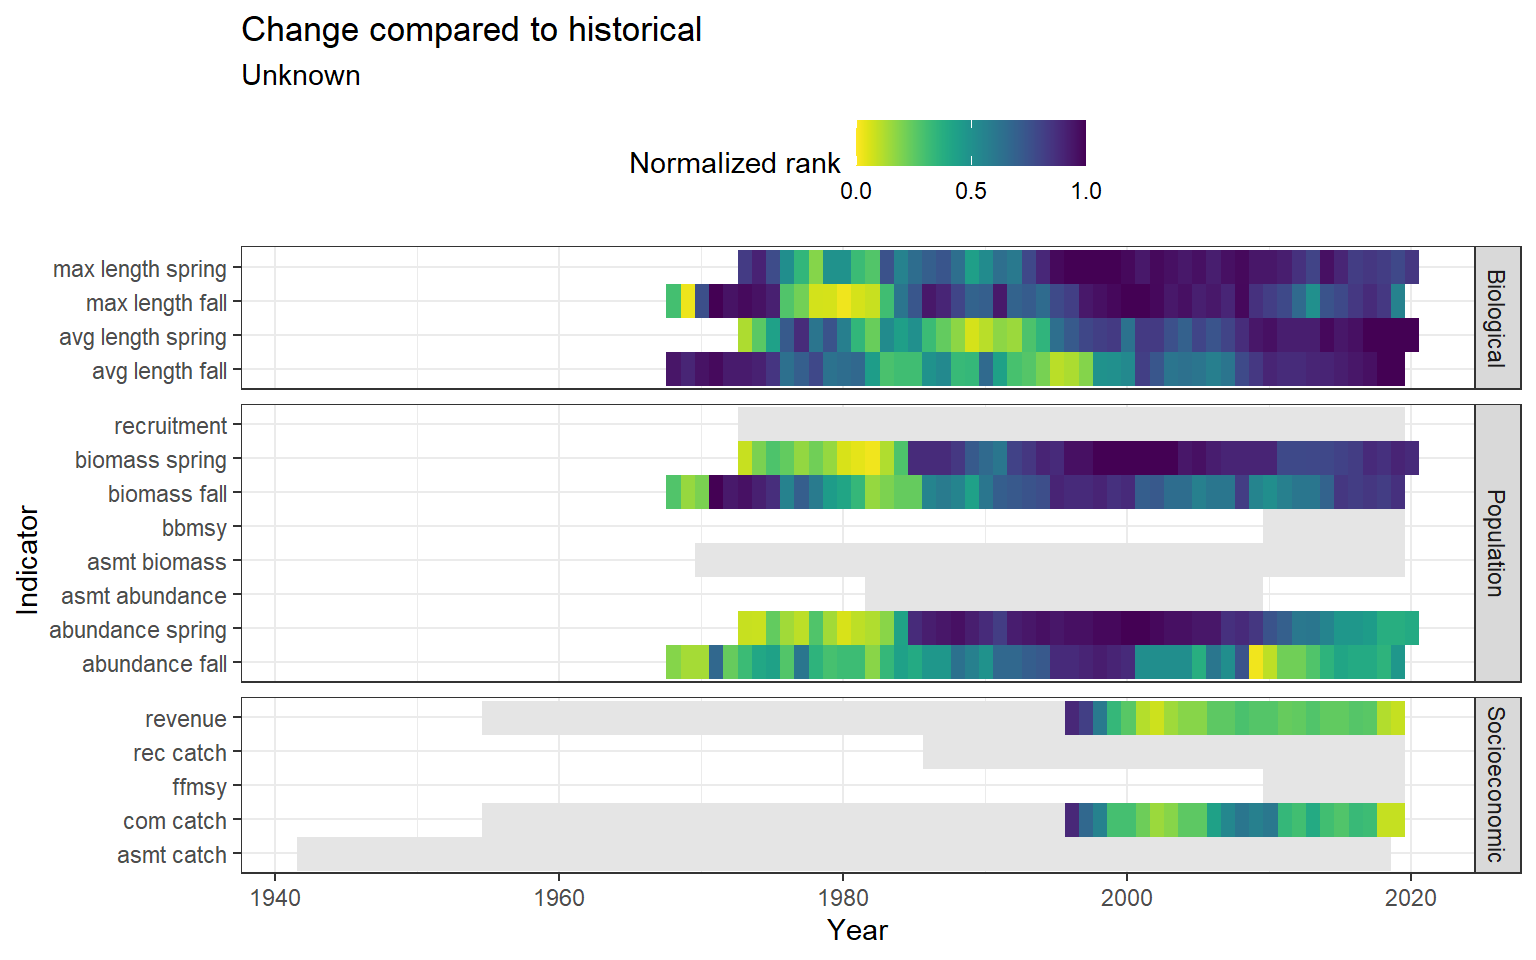 Change compared to historical
Unknown
Normalized rank
0.0 0.5 1.0
max length spring
max length fall
avg length spring
avg length fall
Biological
recruitment
biomass spring
biomass fall
bbmsy
asmt biomass
asmt abundance
abundance spring
abundance fall
Population
revenue
rec catch
ffmsy
com catch
asmt catch
Socioeconomic
Indicator
1940 1960 1980 2000 2020
Year